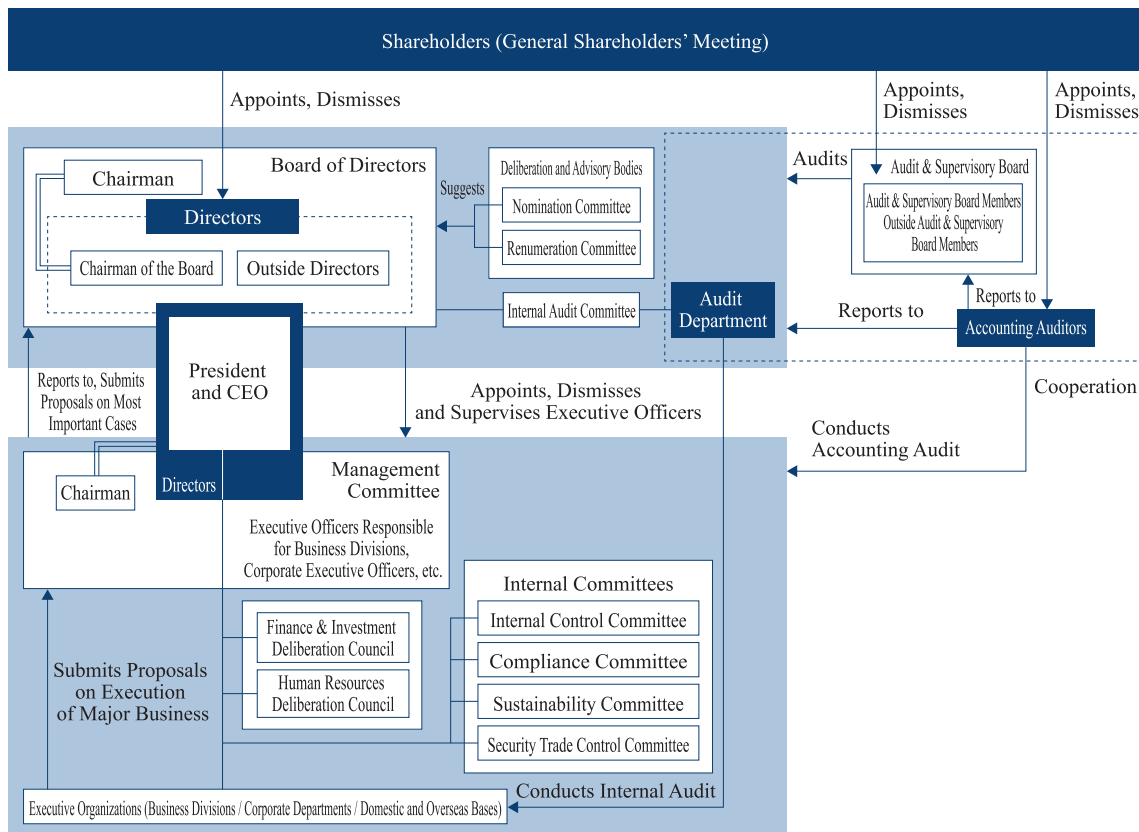 Shareholders (General Shareholders' Meeting)
Appoints, Dismisses
Appoints,
Dismisses
Appoints,
Dismisses
Board of Directors
Chairman
Directors
Chairman of the Board
Outside Directors
Suggests
Deliberation and Advisory Bodies
Nomination Committee
Renumeration Committee
Internal Audit Committee
Audit
Department
Audits
Audit & Supervisory Board
Audit & Supervisory Board Members
Outside Audit & Supervisory
Board Members
Reports to
Reports to
Accounting Auditors
Cooperation
President
and CEO
Reports to, Submits
Proposals on Most
Important Cases
Appoints, Dismisses
and Supervises Executive Officers
Conducts
Accounting Audit
Chairman
Directors
Management
Committee
Executive Officers Responsible
for Business Divisions,
Corporate Executive Officers, etc.
Finance & Investment
Deliberation Council
Human Resources
Deliberation Council
Internal Committees
Internal Control Committee
Compliance Committee
Sustainability Committee
Security Trade Control Committee
Submits Proposals
on Execution
of Major Business
Conducts Internal Audit
Executive Organizations (Business Divisions / Corporate Departments / Domestic and Overseas Bases)